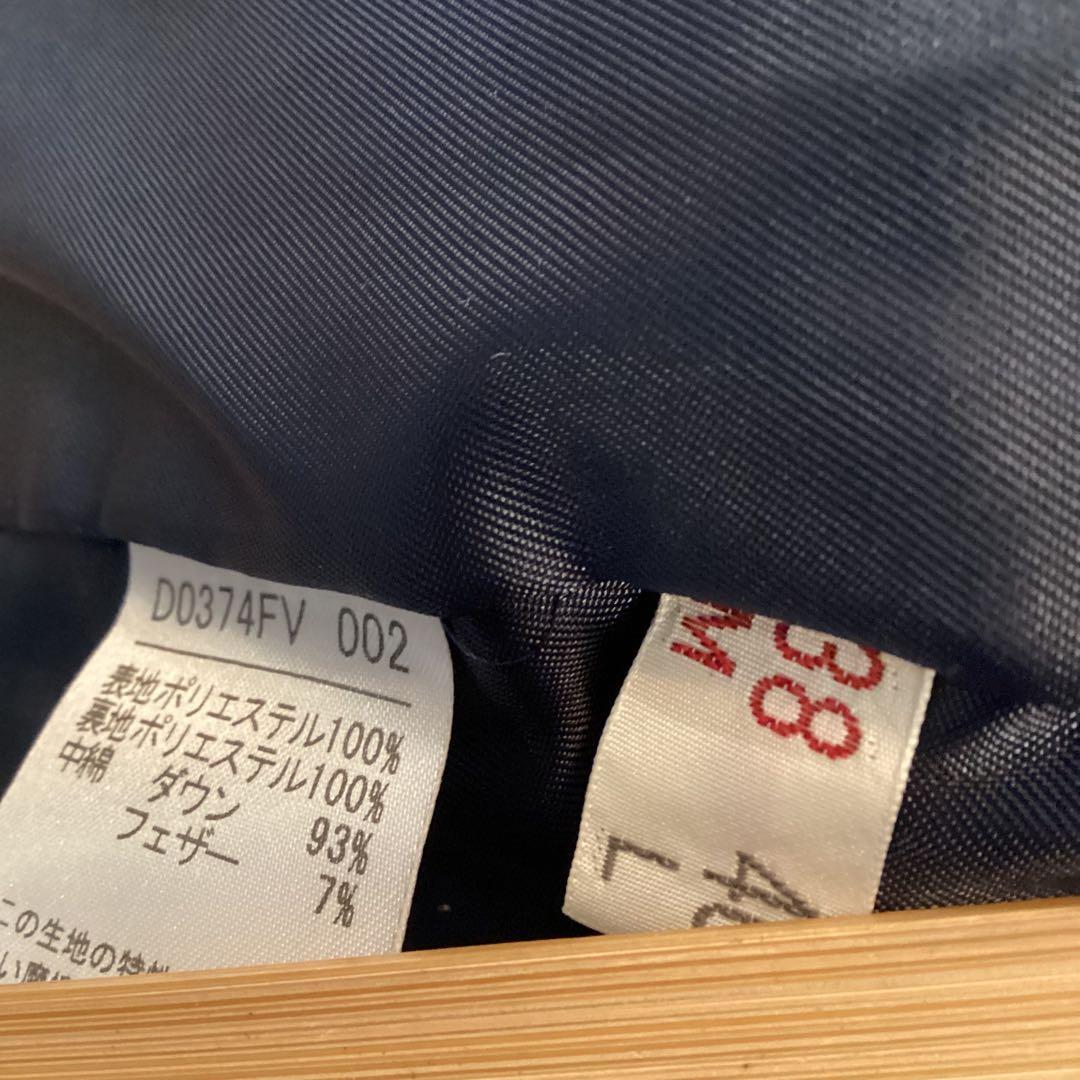 D0374FV 002
表地ポリエステル100%
裏地ポリエステル100%
中綿 ダウン 93%
フェザー 7%
この生地の特
38
M
L